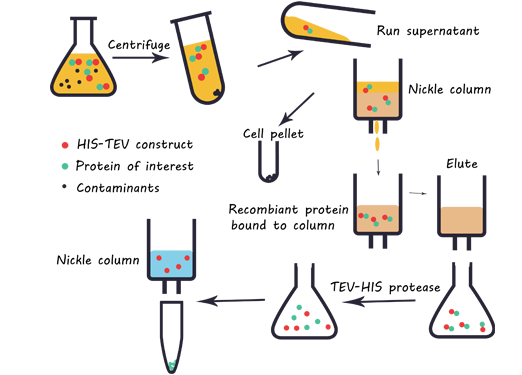 Centrifuge
Run supernatant
Nickle column
Cell pellet
HIS-TEV construct
Protein of interest
Contaminants
Elute
Recombiant protein
bound to column
Nickle column
TEV-HIS protease